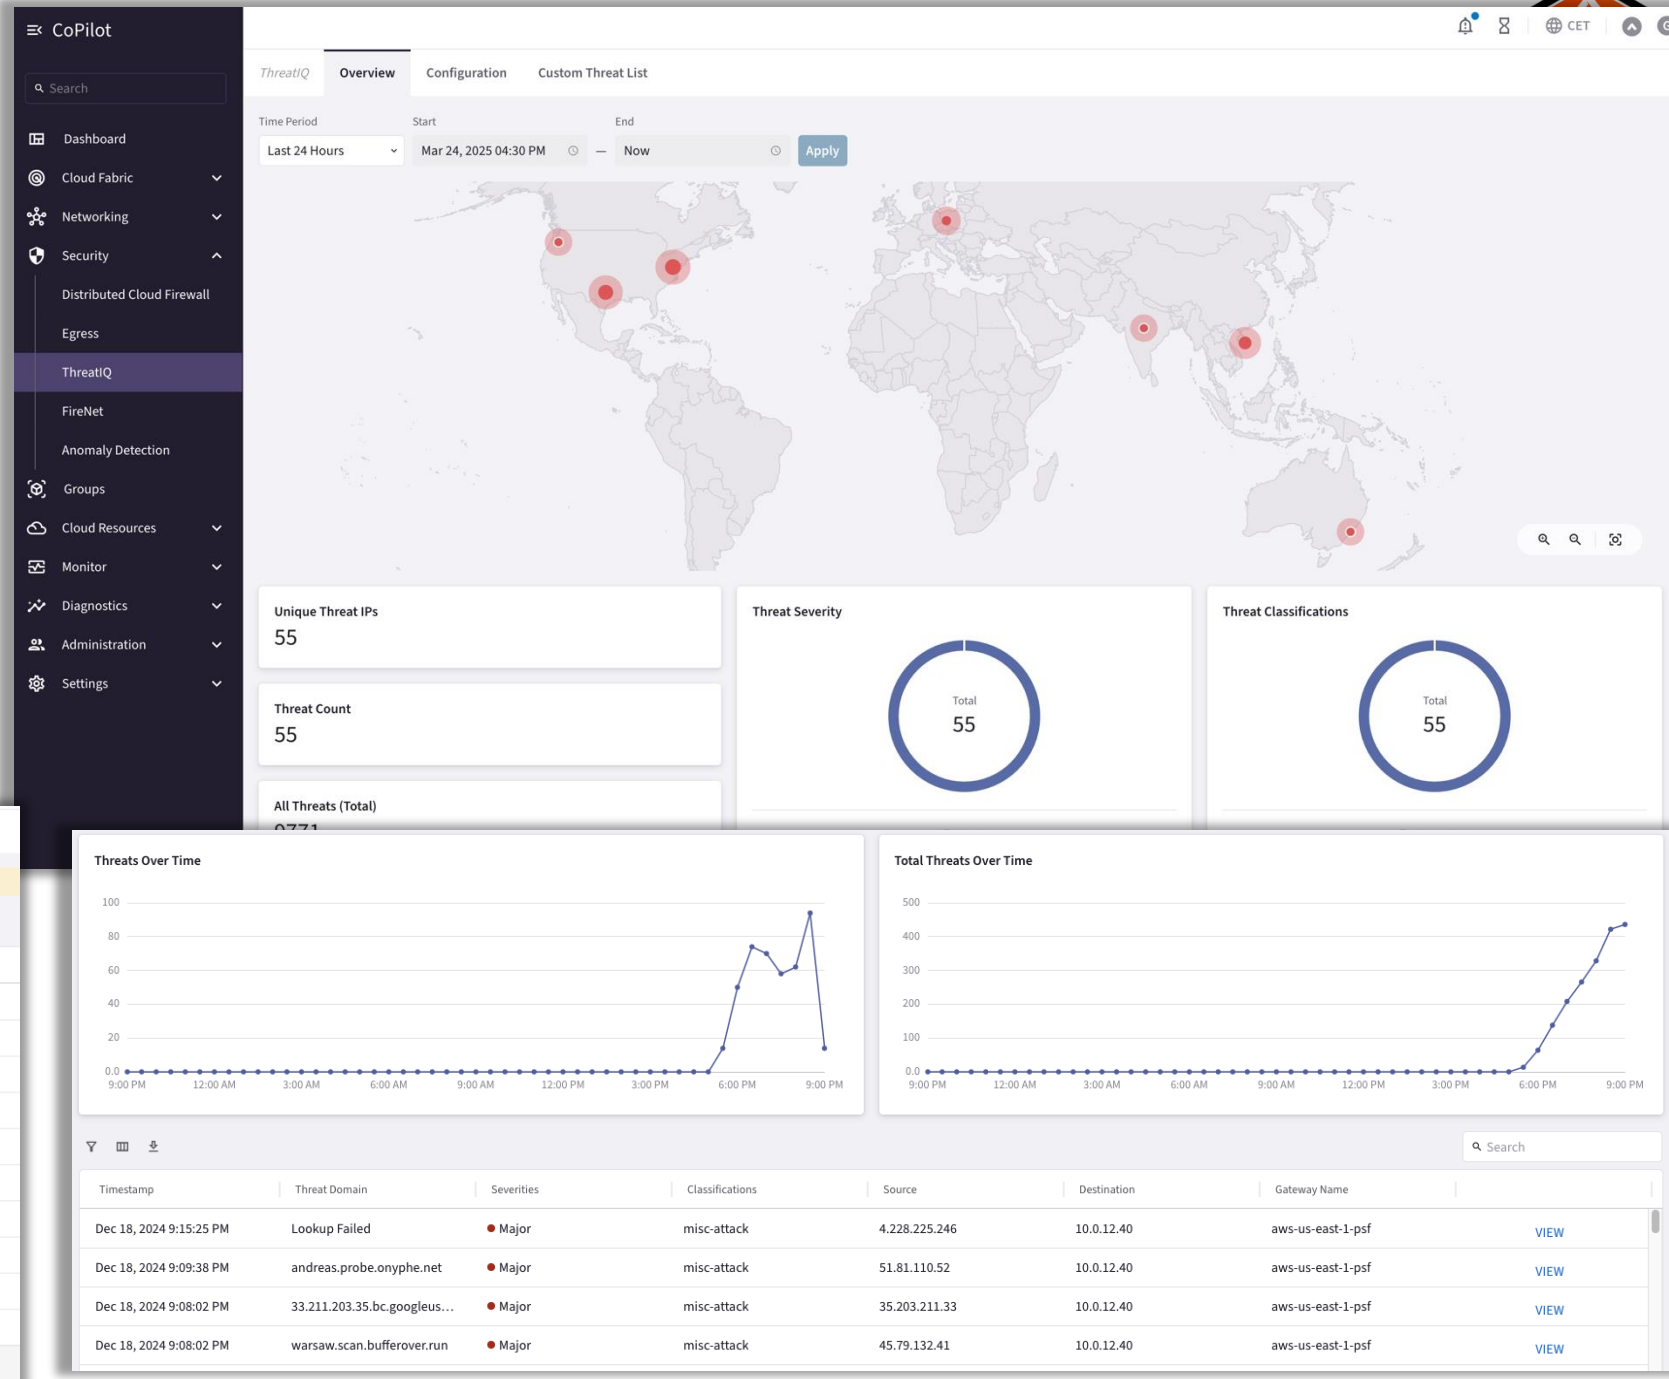 CoPilot
CET
Search
ThreatIQ Overview Configuration Custom Threat List
Dashboard
Cloud Fabric
Networking
Security
Distributed Cloud Firewall
Egress
ThreatIQ
FireNet
Anomaly Detection
Groups
Cloud Resources
Monitor
Diagnostics
Administration
Settings
Time Period Start End
Last 24 Hours Mar 24, 2025 04:30 PM — Now Apply
Unique Threat IPs
55
Threat Count
55
All Threats (Total)
9771
Threat Severity
Total
55
Threat Classifications
Total
55
Threats Over Time
100
80
60
40
20
0.0
9:00 PM 12:00 AM 3:00 AM 6:00 AM 9:00 AM 12:00 PM 3:00 PM 6:00 PM 9:00 PM
Total Threats Over Time
500
400
300
200
100
0.0
9:00 PM 12:00 AM 3:00 AM 6:00 AM 9:00 AM 12:00 PM 3:00 PM 6:00 PM 9:00 PM
Search
Timestamp Threat Domain Severities Classifications Source Destination Gateway Name
Dec 18, 2024 9:15:25 PM Lookup Failed Major misc-attack 4.228.225.246 10.0.12.40 aws-us-east-1-psf VIEW
Dec 18, 2024 9:09:38 PM andreas.probe.onyphe.net Major misc-attack 51.81.110.52 10.0.12.40 aws-us-east-1-psf VIEW
Dec 18, 2024 9:08:02 PM 33.211.203.35.bc.googleus... Major misc-attack 35.203.211.33 10.0.12.40 aws-us-east-1-psf VIEW
Dec 18, 2024 9:08:02 PM warsaw.scan.bufferover.run Major misc-attack 45.79.132.41 10.0.12.40 aws-us-east-1-psf VIEW